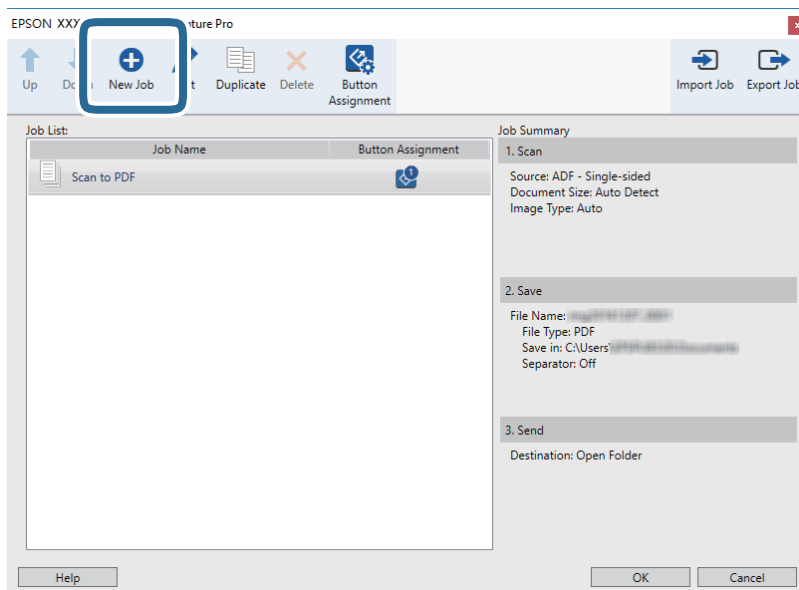 EPSON XXX ture Pro
Up
New Job
Duplicate
Delete
Button
Assignment
Import Job
Export Job
Job List:
Job Name
Button Assignment
Scan to PDF
1
Job Summary
1. Scan
Source: ADF - Single-sided
Document Size: Auto Detect
Image Type: Auto
2. Save
File Name:
File Type: PDF
Save in: C:\Users\
Separator: Off
3. Send
Destination: Open Folder
Help
OK
Cancel